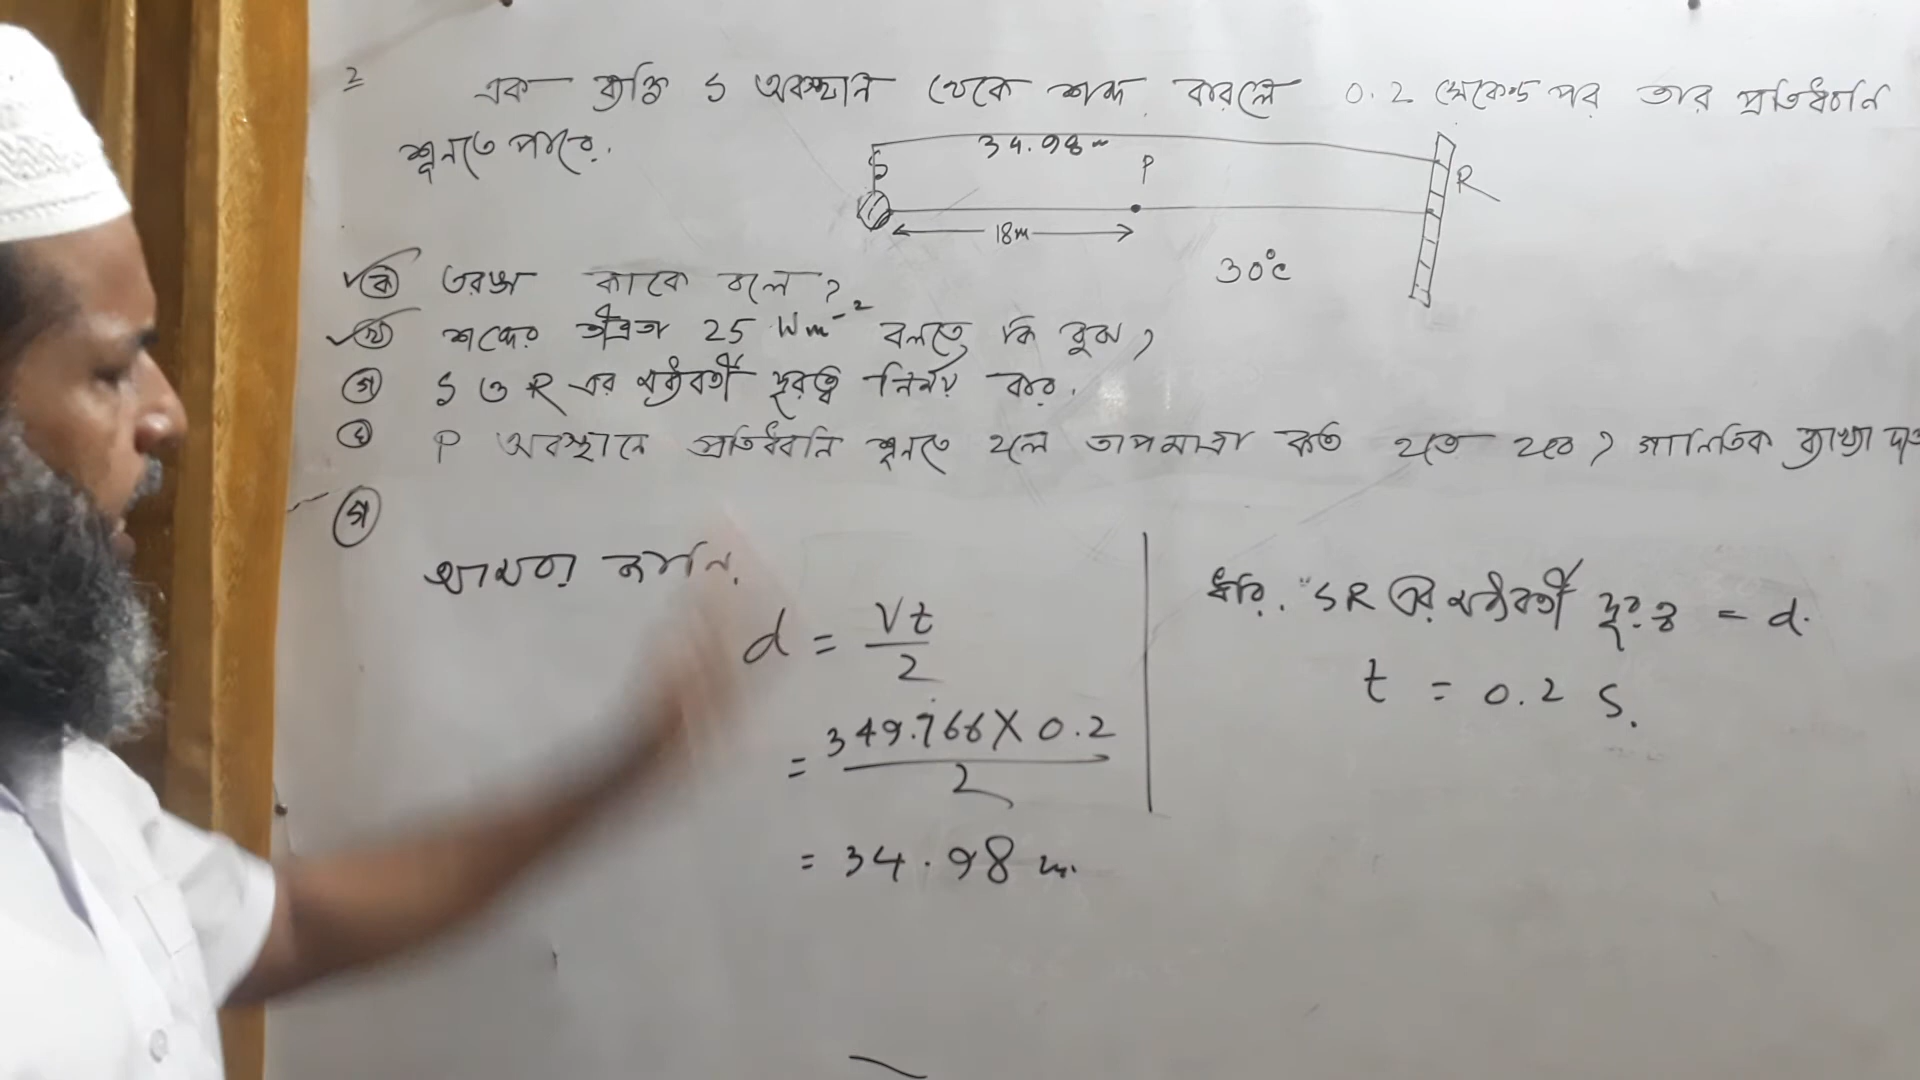 2 এক ব্যক্তি S অবস্থান থেকে শব্দ করলে 0.2 সেকেন্ড পর তার প্রতিধ্বনি
শুনতে পারে.
34.98m
S
P
R
18m
30°c
ক তরঙ্গ কাকে বলে ?
খ শব্দের তীব্রতা 25 Wm⁻² বলতে কি বুঝ ?
গ S ও R এর মধ্যবর্তী দূরত্ব নির্ণয় কর.
ঘ P অবস্থানে প্রতিধ্বনি শুনতে হলে তাপমাত্রা কত হতে হবে ? গানিতিক ব্যাখ্যা দাও
গ
আমরা জানি,
d = Vt/2
= 349.766 X 0.2 / 2
= 34.98 m.
ধরি, SR এর মধ্যবর্তী দূরত্ব = d.
t = 0.2 S.